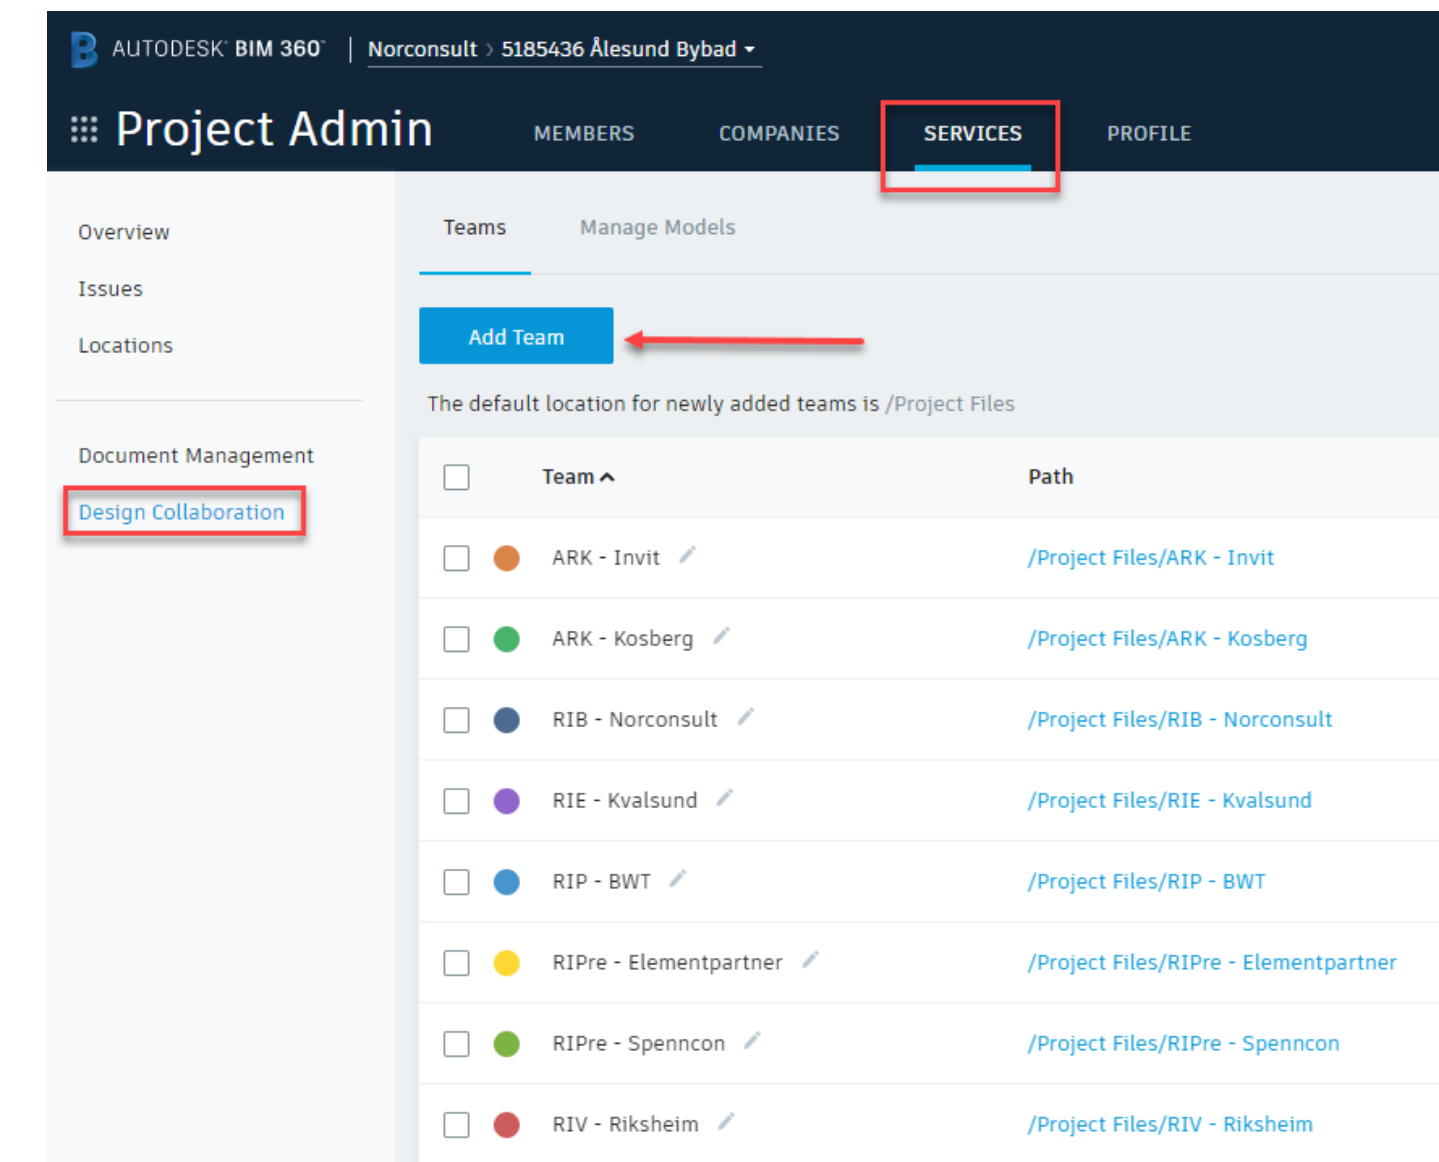 AUTODESK® BIM 360™ | Norconsult > 5185436 Ålesund Bybad
Project Admin MEMBERS COMPANIES SERVICES PROFILE
Overview
Issues
Locations
Document Management
Design Collaboration
Teams Manage Models
Add Team
The default location for newly added teams is /Project Files
Team Path
ARK - Invit /Project Files/ARK - Invit
ARK - Kosberg /Project Files/ARK - Kosberg
RIB - Norconsult /Project Files/RIB - Norconsult
RIE - Kvalsund /Project Files/RIE - Kvalsund
RIP - BWT /Project Files/RIP - BWT
RIPre - Elementpartner /Project Files/RIPre - Elementpartner
RIPre - Spenncon /Project Files/RIPre - Spenncon
RIV - Riksheim /Project Files/RIV - Riksheim